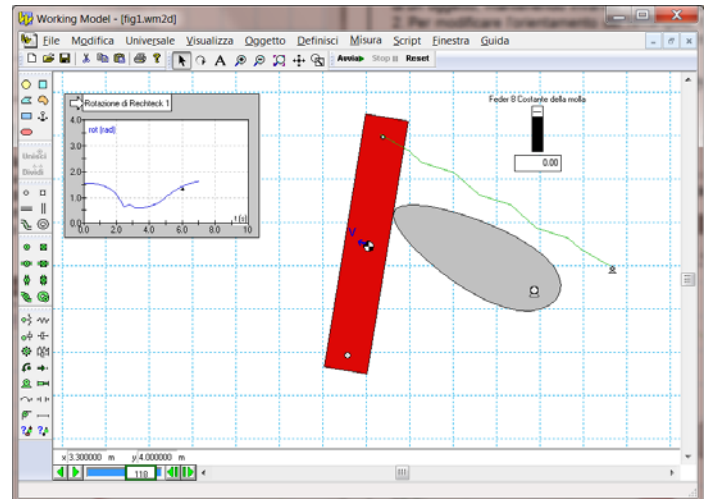 Working Model - [fig1.wm2d]
File Modifica Universale Visualizza Oggetto Definisci Misura Script Finestra Guida
Avvia Stop Reset
Rotazione di Rechteck 1
Feder 8 Costante della molla
4.0
rot (rad)
3.0
0.00
Unisci
Dividi
2.0
1.0
0.0
t (s)
0.0 2.0 4.0 6.0 8.0 10
V
x 3.300000 m y 4.000000 m
118